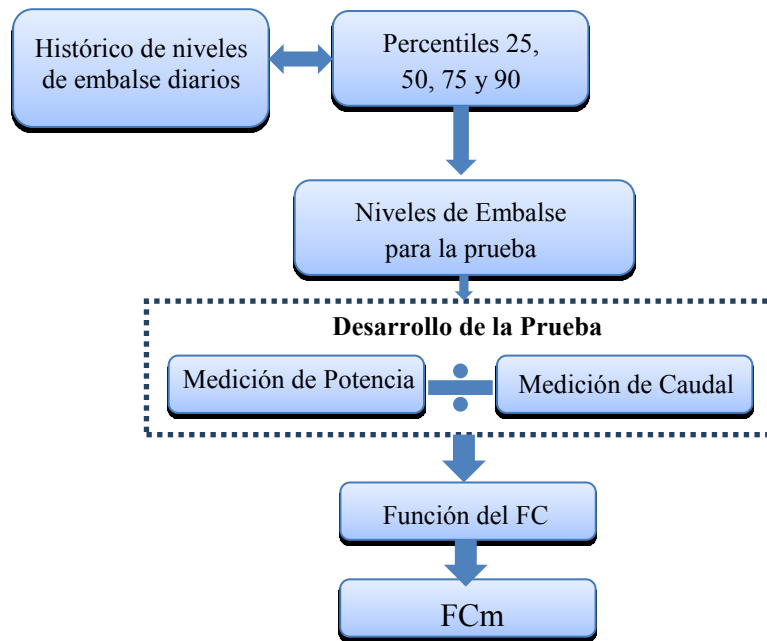 Histórico de niveles
de embalse diarios
Percentiles 25,
50, 75 y 90
Niveles de Embalse
para la prueba
Desarrollo de la Prueba
Medición de Potencia
Medición de Caudal
Función del FC
FCm